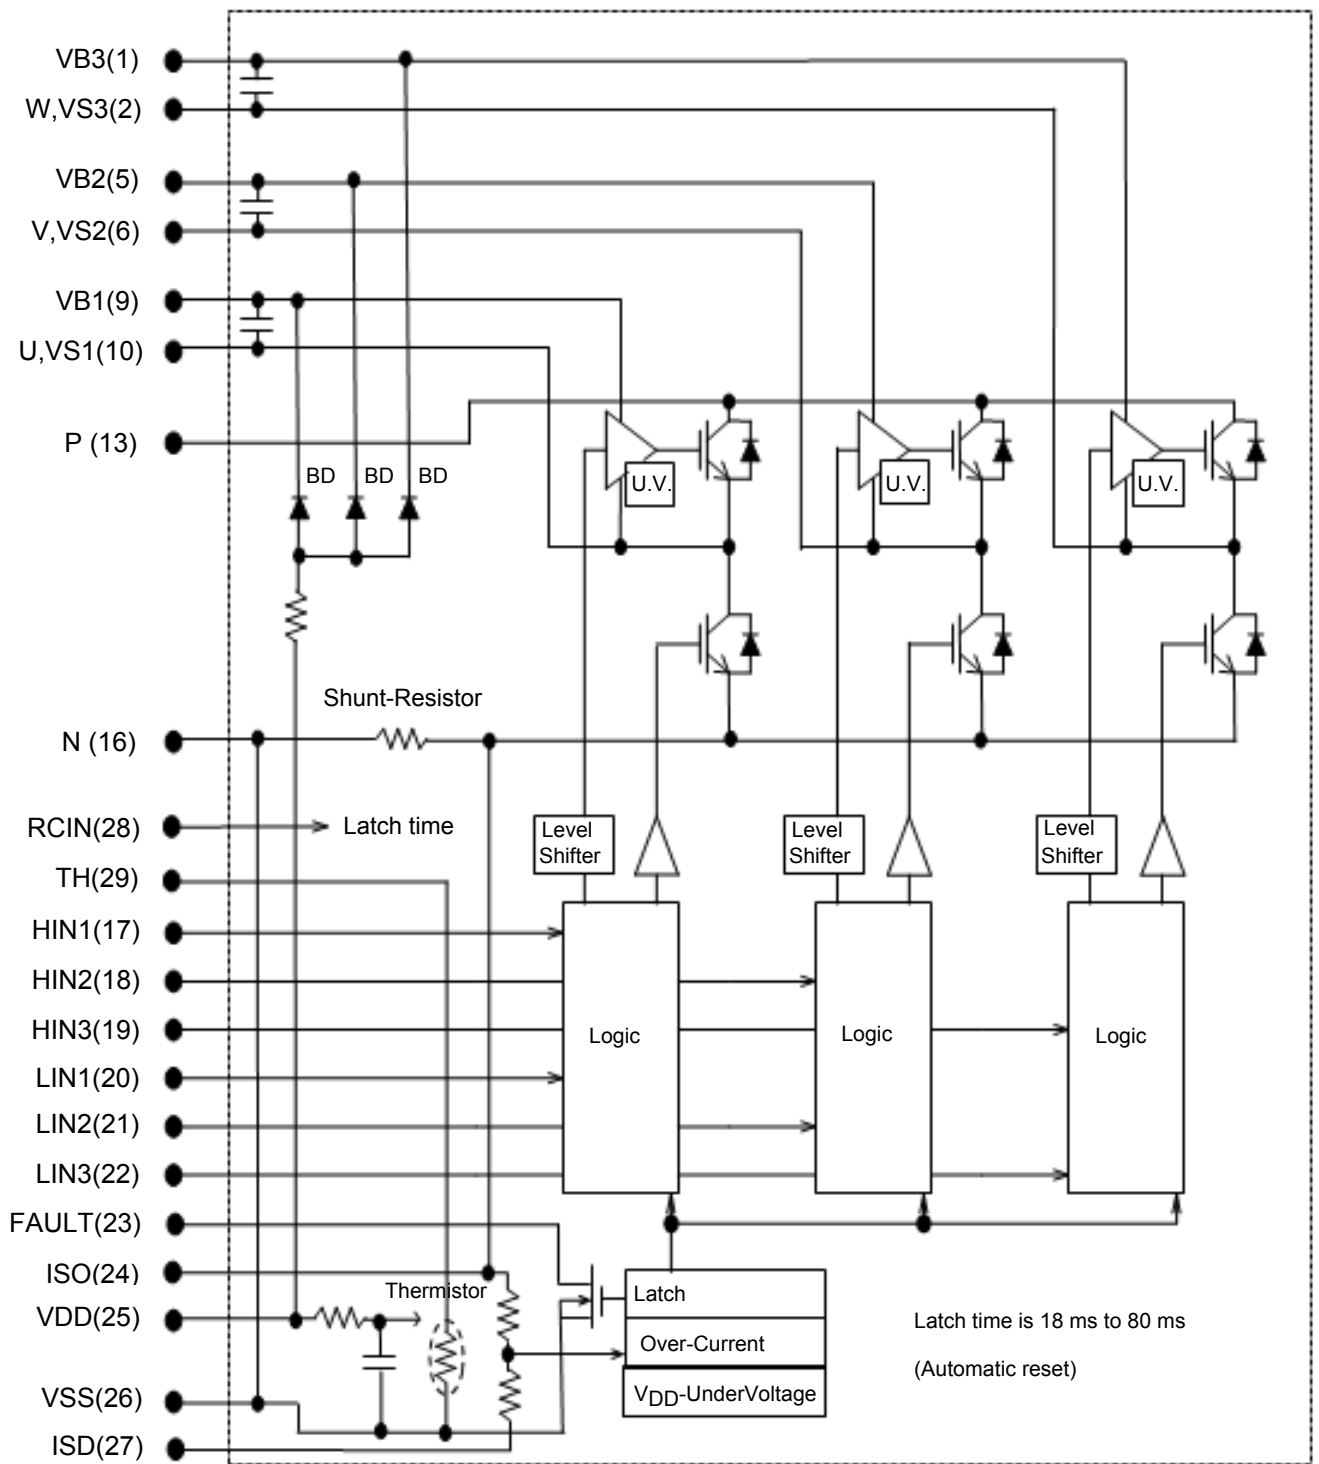 VB3(1)
W,VS3(2)
VB2(5)
V,VS2(6)
VB1(9)
U,VS1(10)
P (13)
BD BD BD
U.V. U.V. U.V.
Shunt-Resistor
N (16)
RCIN(28)
Latch time
Level
Shifter
Level
Shifter
Level
Shifter
TH(29)
HIN1(17)
HIN2(18)
HIN3(19)
Logic Logic Logic
LIN1(20)
LIN2(21)
LIN3(22)
FAULT(23)
ISO(24)
Thermistor
Latch
VDD(25)
Latch time is 18 ms to 80 ms
Over-Current
(Automatic reset)
VDD-UnderVoltage
VSS(26)
ISD(27)